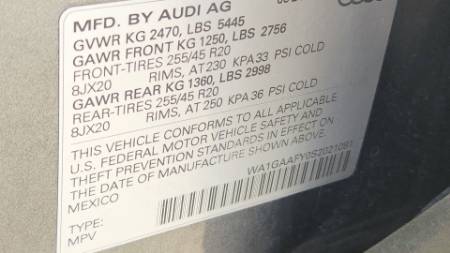 MFD. BY AUDI AG
GVWR KG 2470, LBS 5445
GAWR FRONT KG 1250, LBS 2756
FRONT-TIRES 255/45 R20
8JX20 RIMS, AT 230 KPA 33 PSI COLD
GAWR REAR KG 1360, LBS 2998
REAR-TIRES 255/45 R20
8JX20 RIMS, AT 250 KPA 36 PSI COLD
THIS VEHICLE CONFORMS TO ALL APPLICABLE
U.S. FEDERAL MOTOR VEHICLE SAFETY AND
THEFT PREVENTION STANDARDS IN EFFECT ON
THE DATE OF MANUFACTURE SHOWN ABOVE
MEXICO
WA1GAAFY0S2021091
TYPE:
MPV